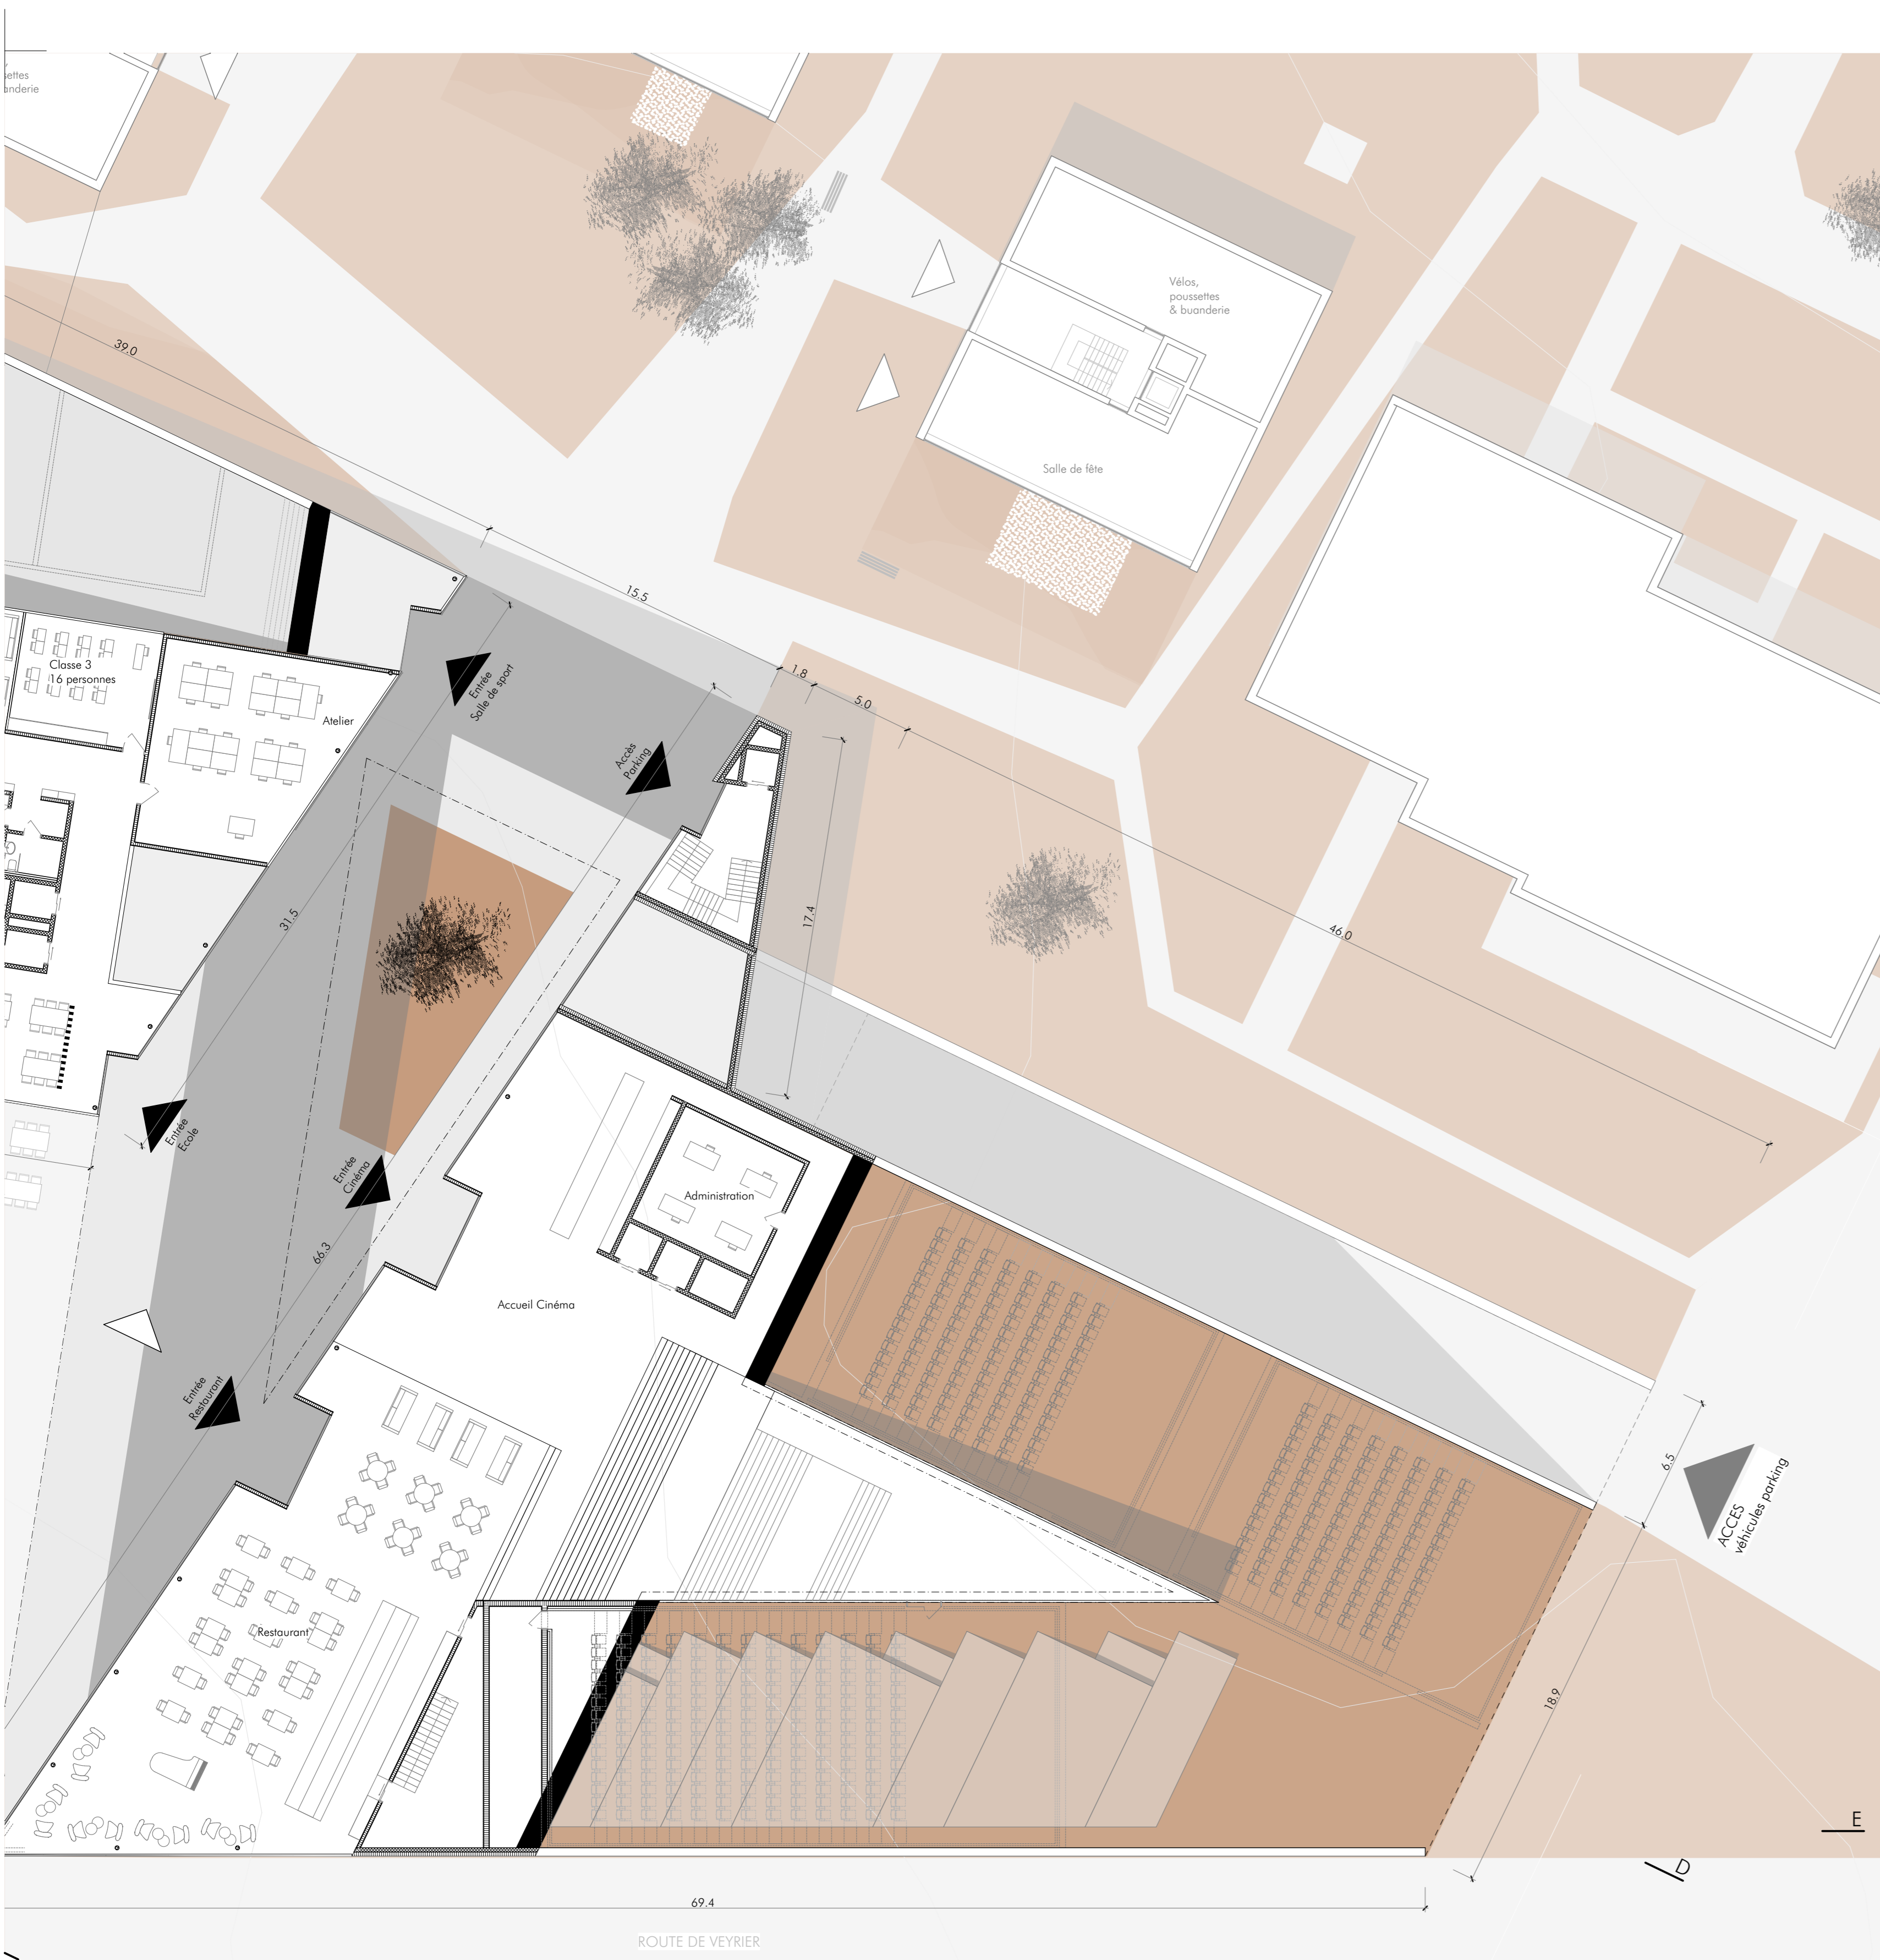 settes
anderie
Vélos,
poussettes
& buanderie
39.0
Salle de fête
15.5
Classe 3
16 personnes
Atelier
Entrée
Salle de sport
1.8
5.0
Accès
Parking
31.5
17.4
46.0
Entrée
Ecole
Entrée
Cinéma
Administration
66.3
Accueil Cinéma
Entrée
Restaurant
6.5
ACCES
véhicules parking
Restaurant
18.9
E
D
69.4
ROUTE DE VEYRIER